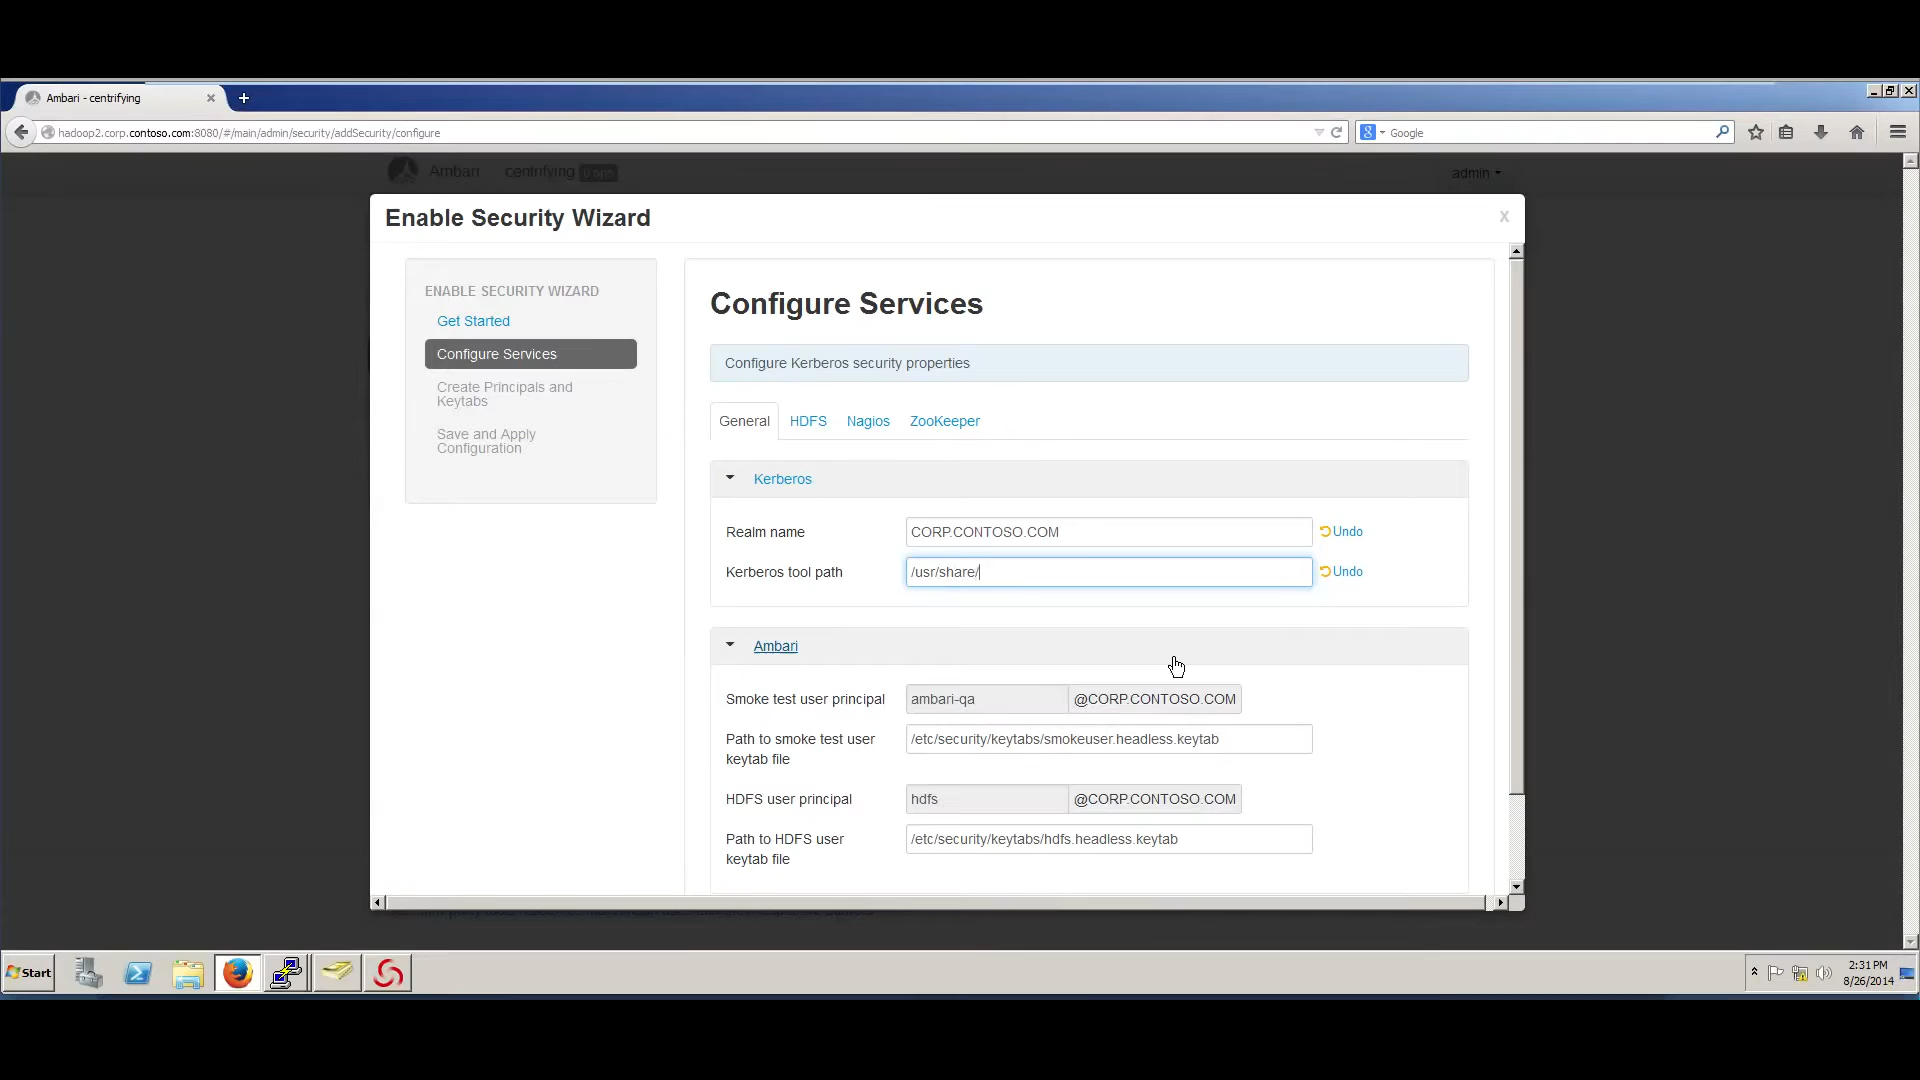 Ambari - centrifying
hadoop2.corp.contoso.com:8080/#/main/admin/security/addSecurity/configure
Google
Ambari centrifying 0 ops
admin
Enable Security Wizard
X
ENABLE SECURITY WIZARD
Get Started
Configure Services
Create Principals and
Keytabs
Save and Apply
Configuration
Configure Services
Configure Kerberos security properties
General HDFS Nagios ZooKeeper
Kerberos
Realm name CORP.CONTOSO.COM Undo
Kerberos tool path /usr/share/ Undo
Ambari
Smoke test user principal ambari-qa @CORP.CONTOSO.COM
Path to smoke test user
keytab file
/etc/security/keytabs/smokeuser.headless.keytab
HDFS user principal hdfs @CORP.CONTOSO.COM
Path to HDFS user
keytab file
/etc/security/keytabs/hdfs.headless.keytab
Start
2:31 PM
8/26/2014